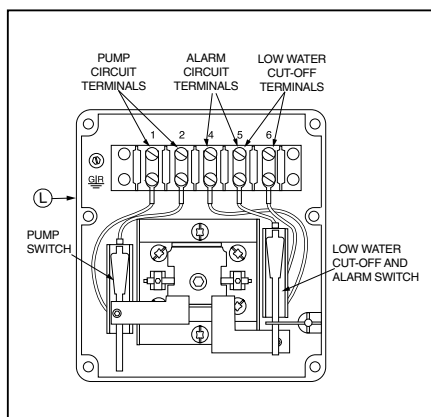 PUMP
CIRCUIT
TERMINALS
ALARM
CIRCUIT
TERMINALS
LOW WATER
CUT-OFF
TERMINALS
1 2 4 5 6
G|R
L
PUMP
SWITCH
LOW WATER
CUT-OFF AND
ALARM SWITCH